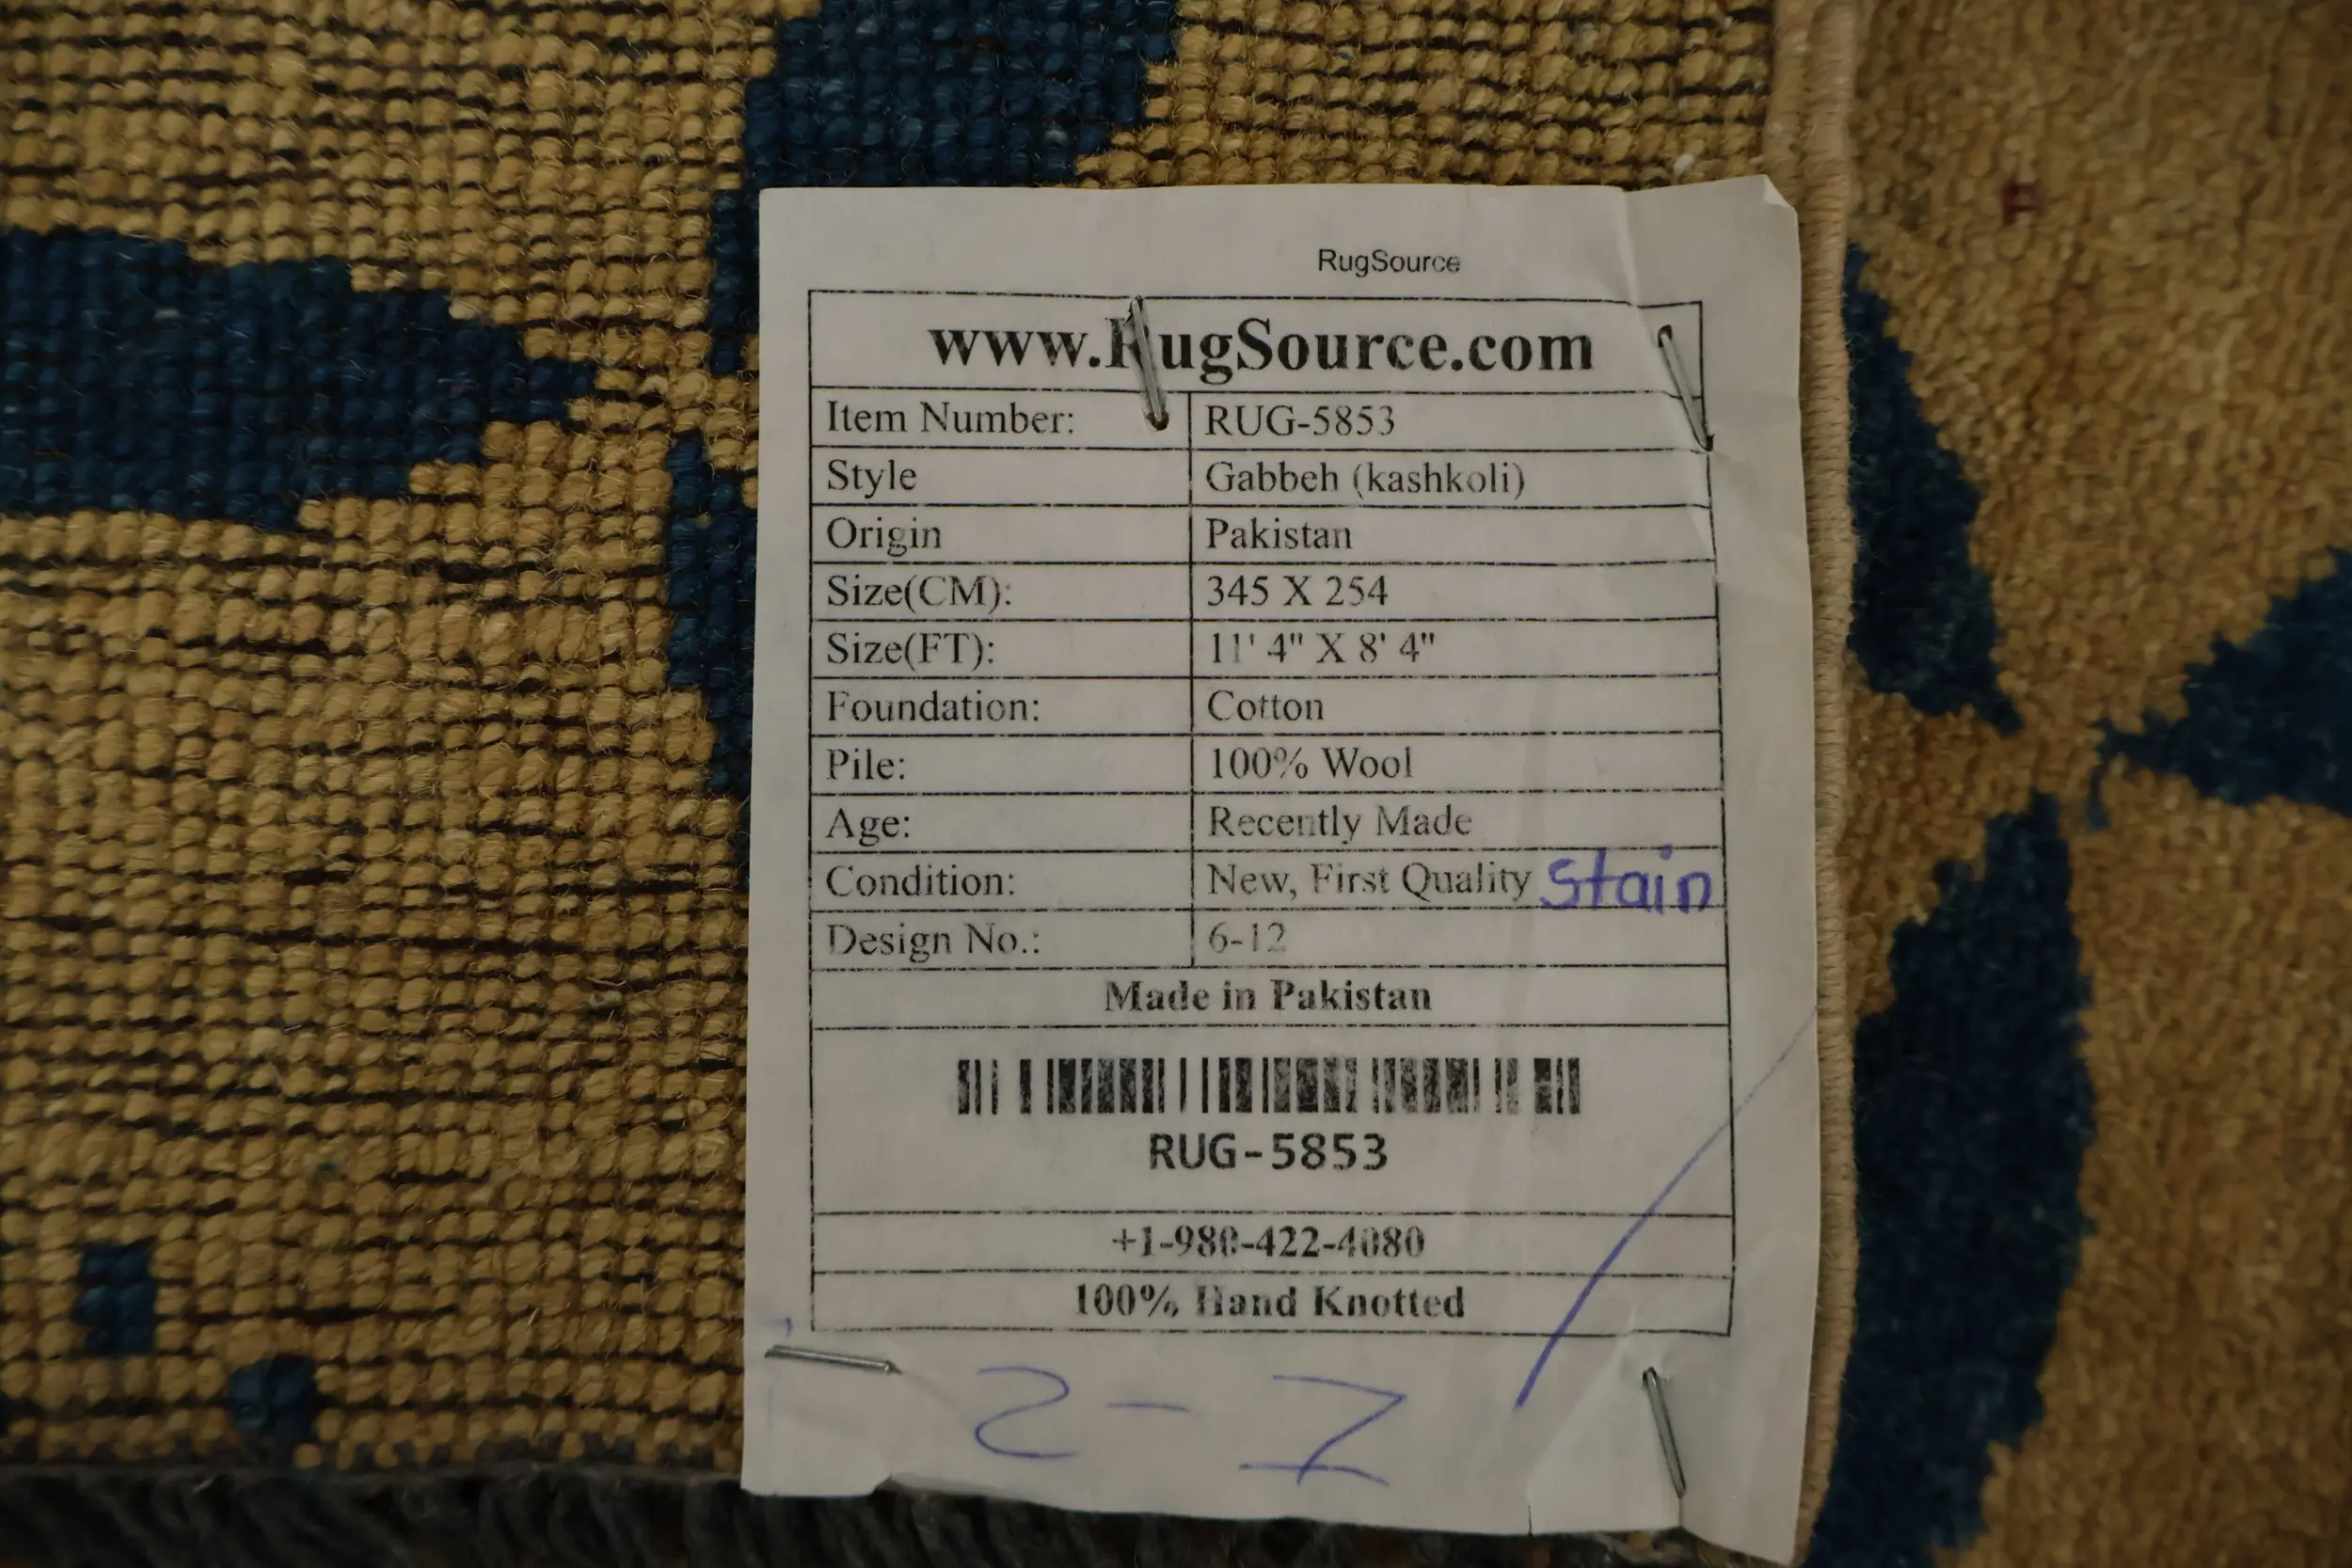 RugSource
www.RugSource.com
Item Number: RUG-5853
Style Gabbeh (kashkoli)
Origin Pakistan
Size(CM): 345 X 254
Size(FT): 11' 4" X 8' 4"
Foundation: Cotton
Pile: 100% Wool
Age: Recently Made
Condition: New, First Quality Stain
Design No.: 6-12
Made in Pakistan
RUG-5853
+1-980-422-4080
100% Hand Knotted